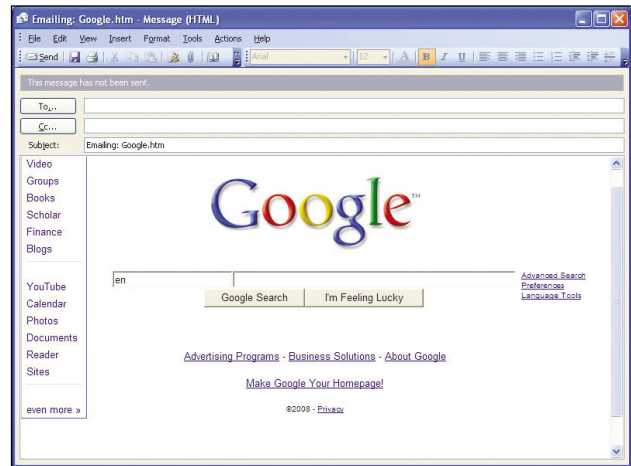 Emailing: Google.htm - Message (HTML)
File Edit View Insert Format Tools Actions Help
Send Arial 12 A B I U
This message has not been sent.
To...
Cc...
Subject: Emailing: Google.htm
Video
Groups
Books
Scholar
Finance
Blogs
YouTube
Calendar
Photos
Documents
Reader
Sites
even more »
Google™
en
Advanced Search
Preferences
Language Tools
Google Search I'm Feeling Lucky
Advertising Programs - Business Solutions - About Google
Make Google Your Homepage!
©2008 - Privacy